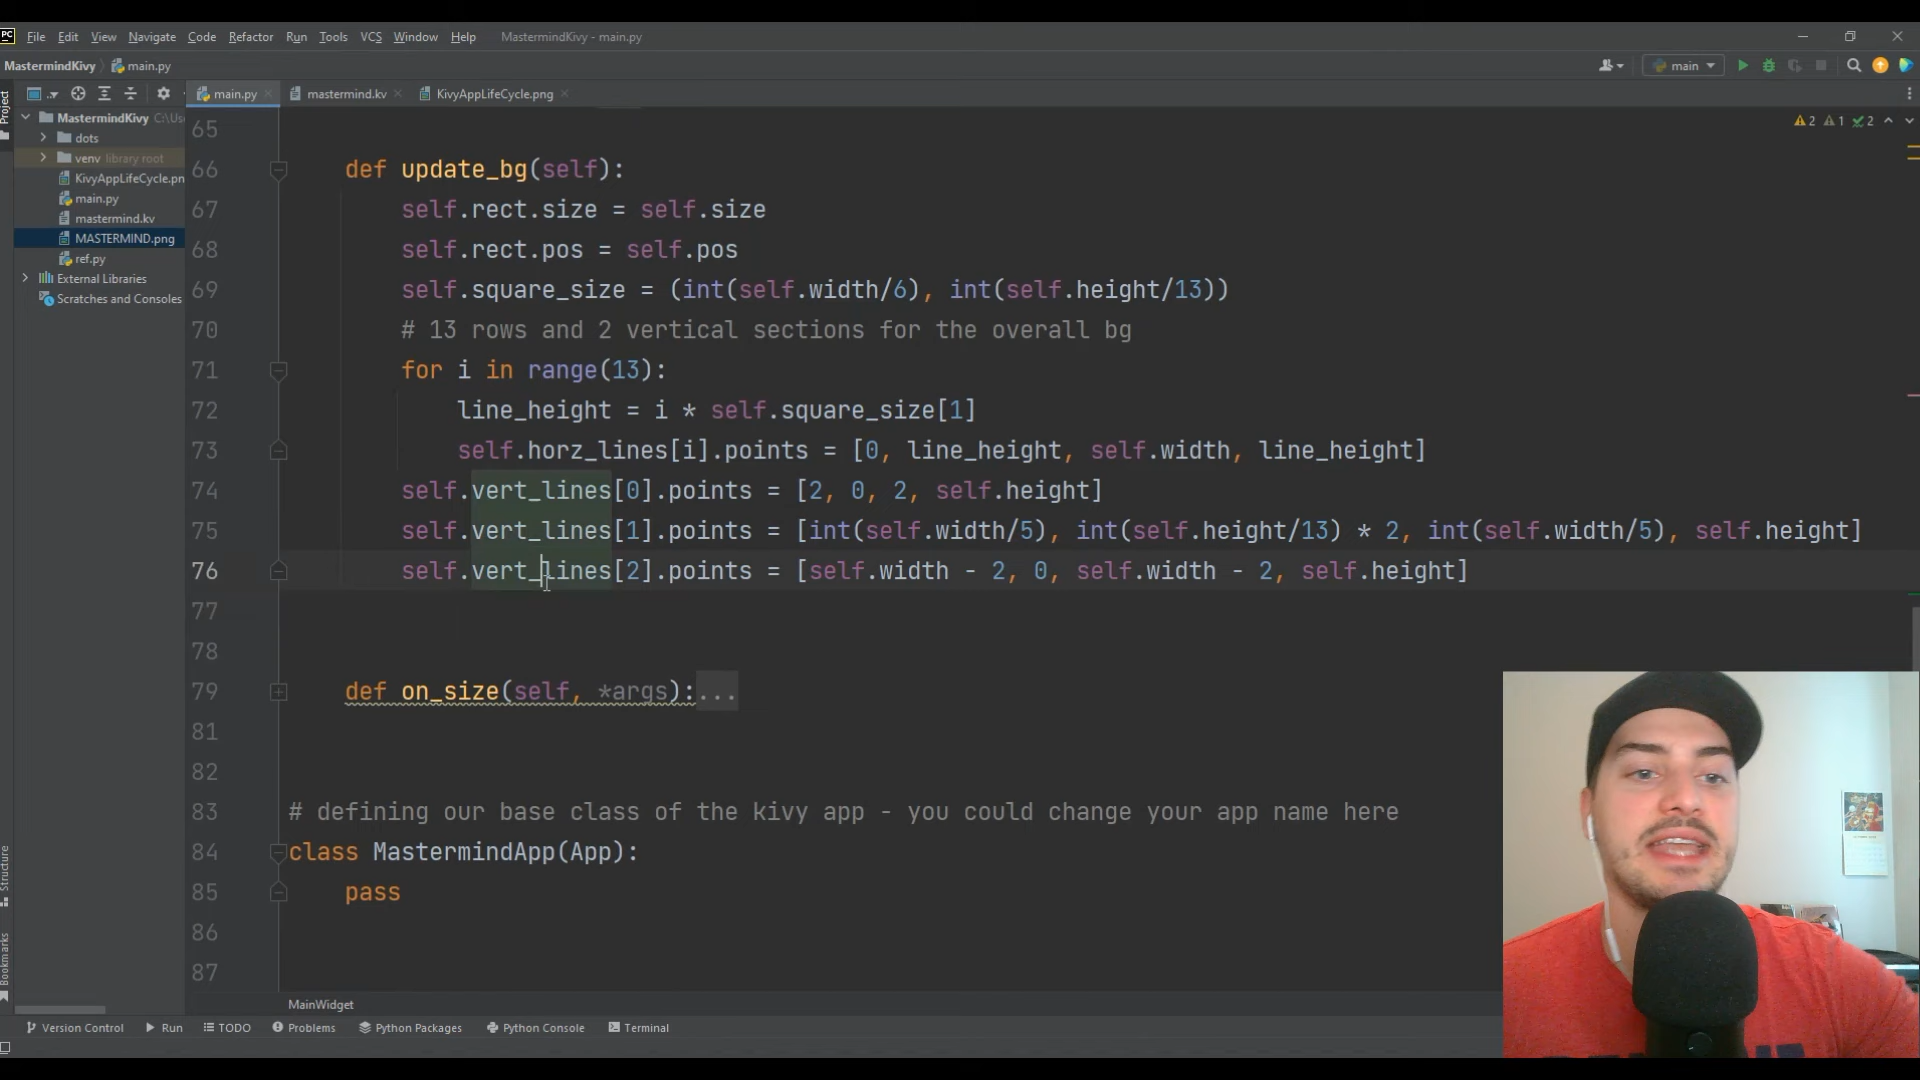 PC File Edit View Navigate Code Refactor Run Tools VCS Window Help MastermindKivy - main.py
MastermindKivy main.py main
Project main.py mastermind.kv KivyAppLifeCycle.png
MastermindKivy C:\Us
dots
venv library root
KivyAppLifeCycle.pn
main.py
mastermind.kv
MASTERMIND.png
ref.py
External Libraries
Scratches and Consoles
2 1 2
65
66 def update_bg(self):
67 self.rect.size = self.size
68 self.rect.pos = self.pos
69 self.square_size = (int(self.width/6), int(self.height/13))
70 # 13 rows and 2 vertical sections for the overall bg
71 for i in range(13):
72 line_height = i * self.square_size[1]
73 self.horz_lines[i].points = [0, line_height, self.width, line_height]
74 self.vert_lines[0].points = [2, 0, 2, self.height]
75 self.vert_lines[1].points = [int(self.width/5), int(self.height/13) * 2, int(self.width/5), self.height]
76 self.vert_lines[2].points = [self.width - 2, 0, self.width - 2, self.height]
77
78
79 def on_size(self, *args):...
81
82
83 # defining our base class of the kivy app - you could change your app name here
84 class MastermindApp(App):
85 pass
86
87
Structure
Bookmarks
MainWidget
Version Control Run TODO Problems Python Packages Python Console Terminal